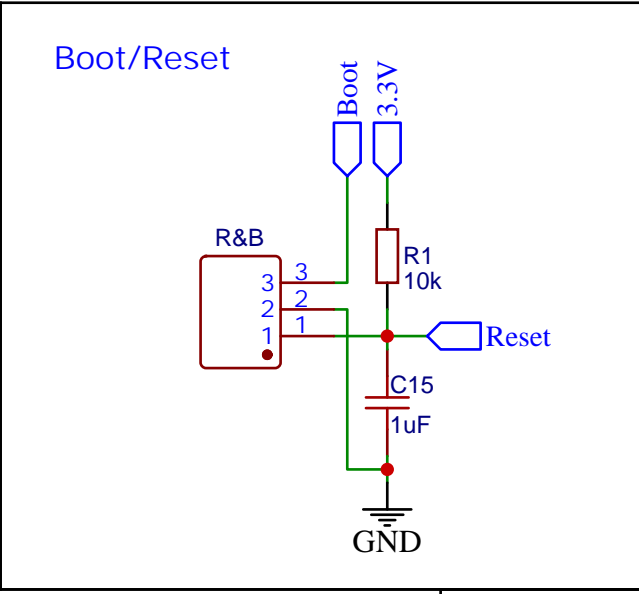 Boot/Reset
Boot
3.3V
R&B
R1
10k
3 3
2 2
1 1
Reset
C15
1uF
GND